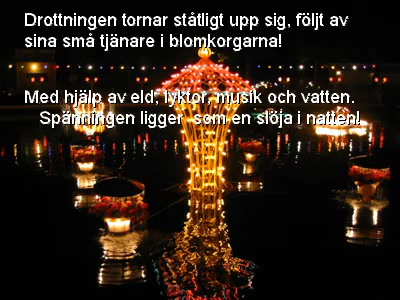 Drottningen tornar ståtligt upp sig, följt av
sina små tjänare i blomkorgarna!
Med hjälp av eld, lyktor, musik och vatten.
Spänningen ligger som en slöja i natten!